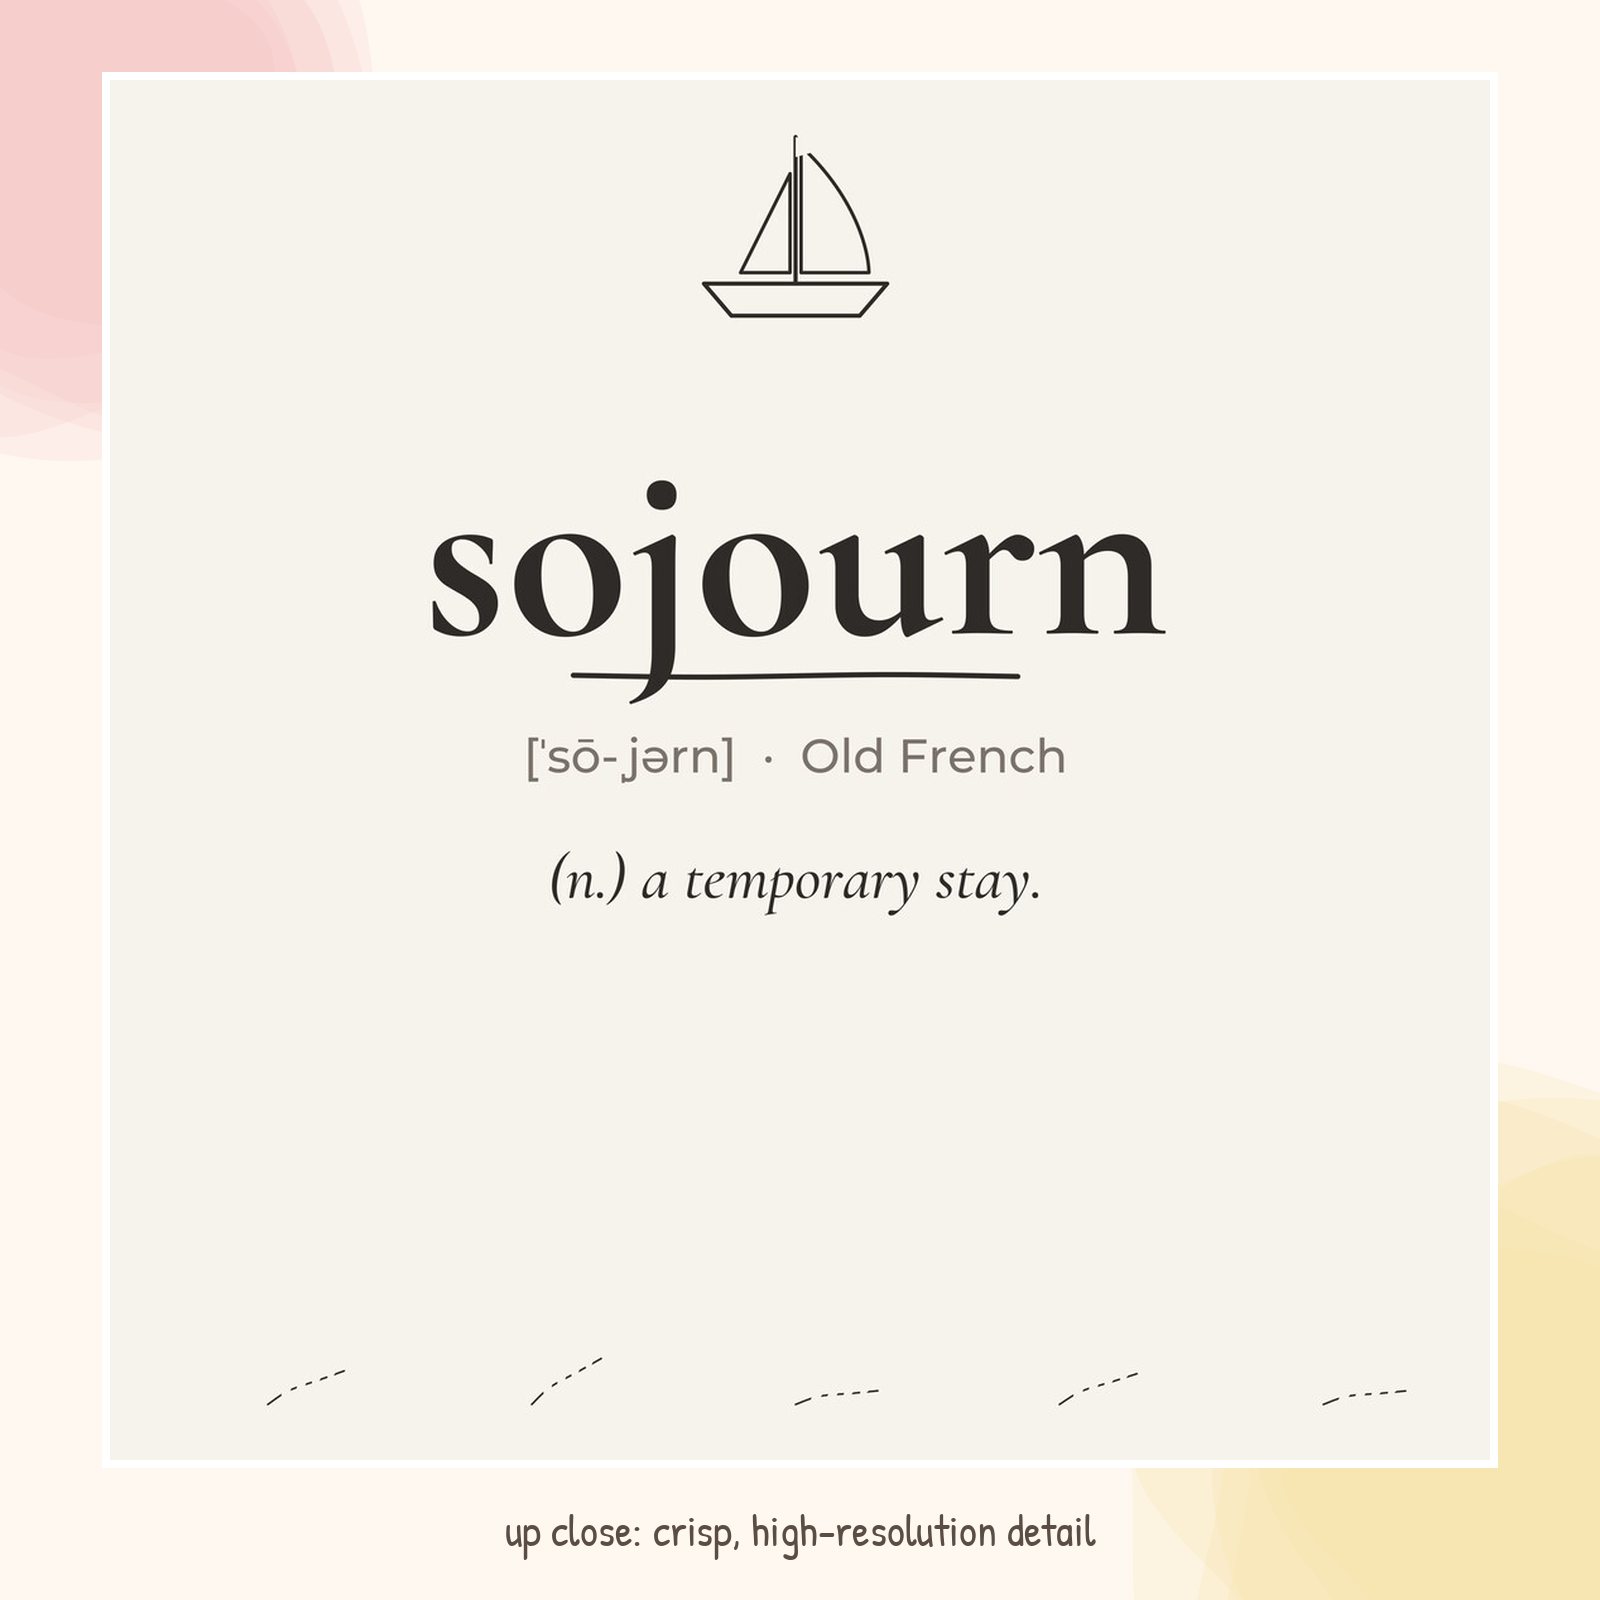 sojourn
[ˈsō-ˌjərn] · Old French
(n.) a temporary stay.
up close: crisp, high-resolution detail